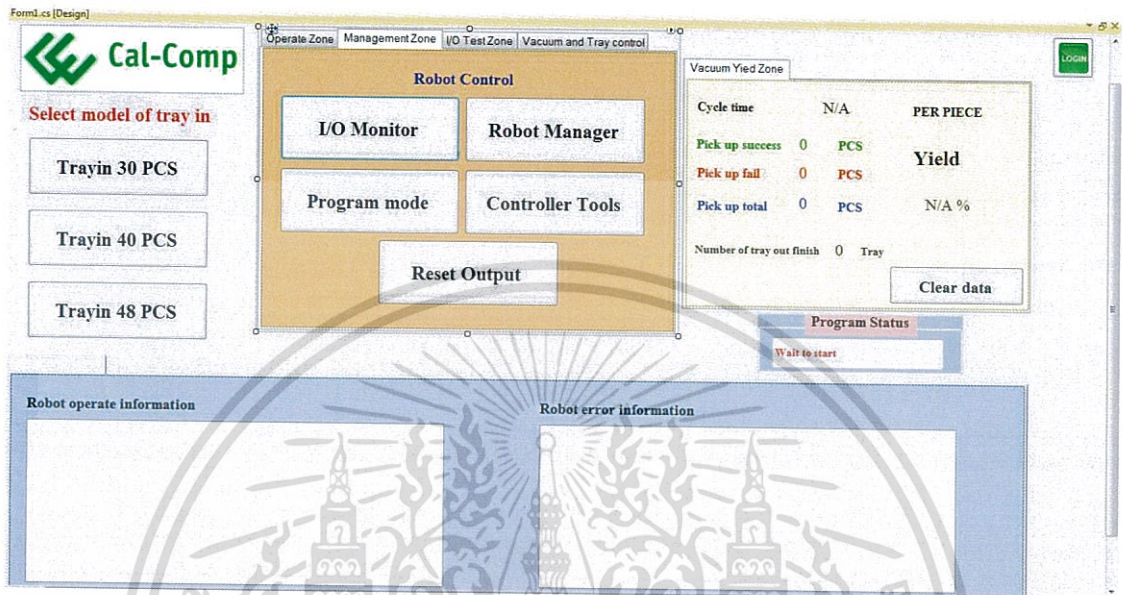 Form1.cs [Design]
Cal-Comp
Select model of tray in
Trayin 30 PCS
Trayin 40 PCS
Trayin 48 PCS
Operate Zone Management Zone I/O Test Zone Vacuum and Tray control
Robot Control
I/O Monitor Robot Manager
Program mode Controller Tools
Reset Output
LOGIN
Vacuum Yied Zone
Cycle time N/A PER PIECE
Pick up success 0 PCS
Yield
Pick up fail 0 PCS
Pick up total 0 PCS N/A %
Number of tray out finish 0 Tray
Clear data
Program Status
Wait to start
Robot operate information
Robot error information